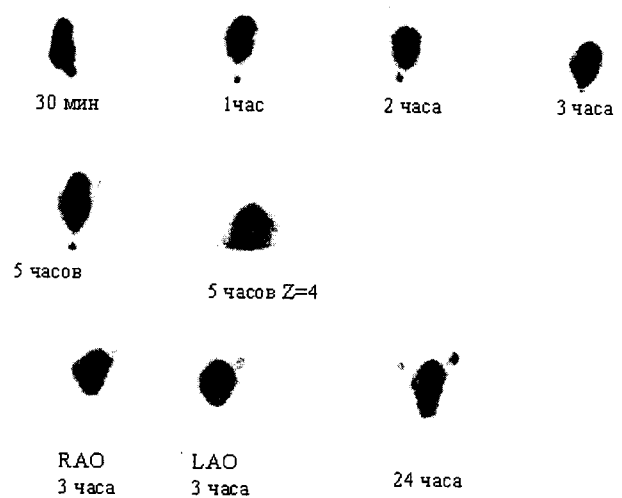 30 мин
1час
2 часа
3 часа
5 часов
5 часов Z=4
RAO
3 часа
LAO
3 часа
24 часа